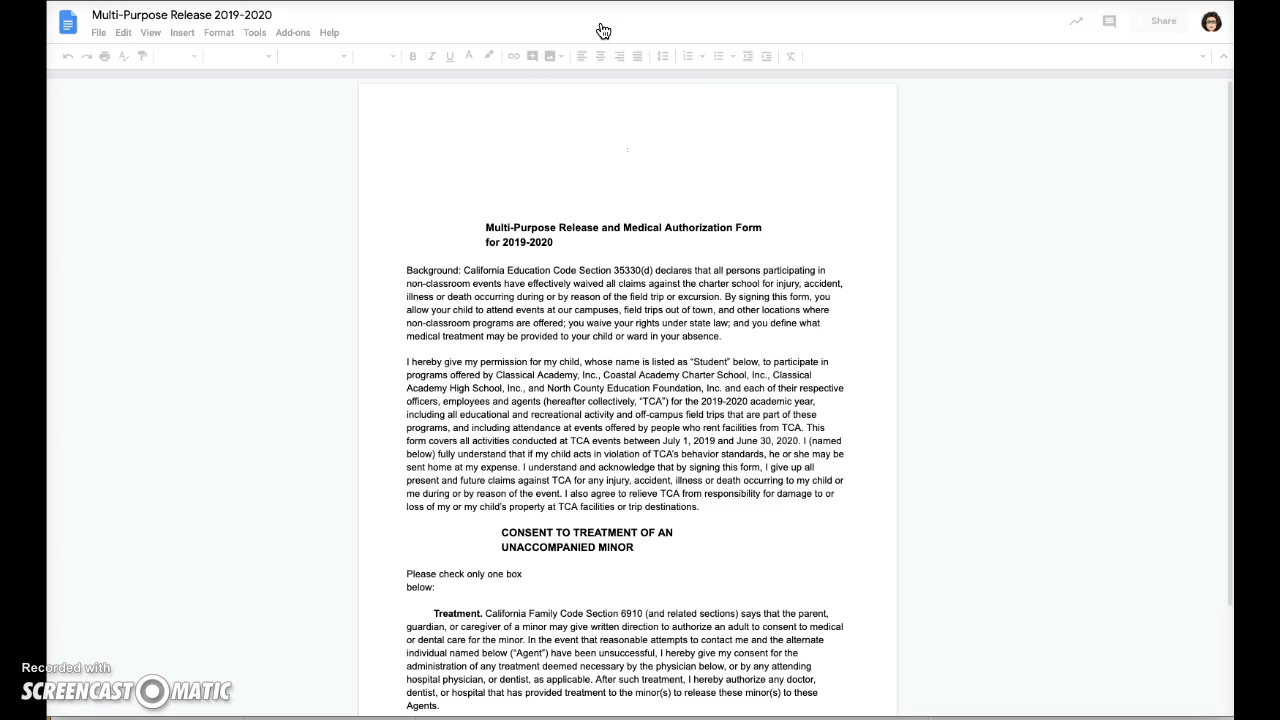 Multi-Purpose Release 2019-2020
File Edit View Insert Format Tools Add-ons Help
Share
Multi-Purpose Release and Medical Authorization Form
for 2019-2020
Background: California Education Code Section 35330(d) declares that all persons participating in
non-classroom events have effectively waived all claims against the charter school for injury, accident,
illness or death occurring during or by reason of the field trip or excursion. By signing this form, you
allow your child to attend events at our campuses, field trips out of town, and other locations where
non-classroom programs are offered; you waive your rights under state law; and you define what
medical treatment may be provided to your child or ward in your absence.
I hereby give my permission for my child, whose name is listed as “Student” below, to participate in
programs offered by Classical Academy, Inc., Coastal Academy Charter School, Inc., Classical
Academy High School, Inc., and North County Education Foundation, Inc. and each of their respective
officers, employees and agents (hereafter collectively, “TCA”) for the 2019-2020 academic year,
including all educational and recreational activity and off-campus field trips that are part of these
programs, and including attendance at events offered by people who rent facilities from TCA. This
form covers all activities conducted at TCA events between July 1, 2019 and June 30, 2020. I (named
below) fully understand that if my child acts in violation of TCA's behavior standards, he or she may be
sent home at my expense. I understand and acknowledge that by signing this form, I give up all
present and future claims against TCA for any injury, accident, illness or death occurring to my child or
me during or by reason of the event. I also agree to relieve TCA from responsibility for damage to or
loss of my or my child's property at TCA facilities or trip destinations.
CONSENT TO TREATMENT OF AN
UNACCOMPANIED MINOR
Please check only one box
below:
Treatment. California Family Code Section 6910 (and related sections) says that the parent,
guardian, or caregiver of a minor may give written direction to authorize an adult to consent to medical
or dental care for the minor. In the event that reasonable attempts to contact me and the alternate
individual named below (“Agent”) have been unsuccessful, I hereby give my consent for the
administration of any treatment deemed necessary by the physician below, or by any attending
hospital physician, or dentist, as applicable. After such treatment, I hereby authorize any doctor,
dentist, or hospital that has provided treatment to the minor(s) to release these minor(s) to these
Agents.
Recorded with
SCREENCAST O MATIC